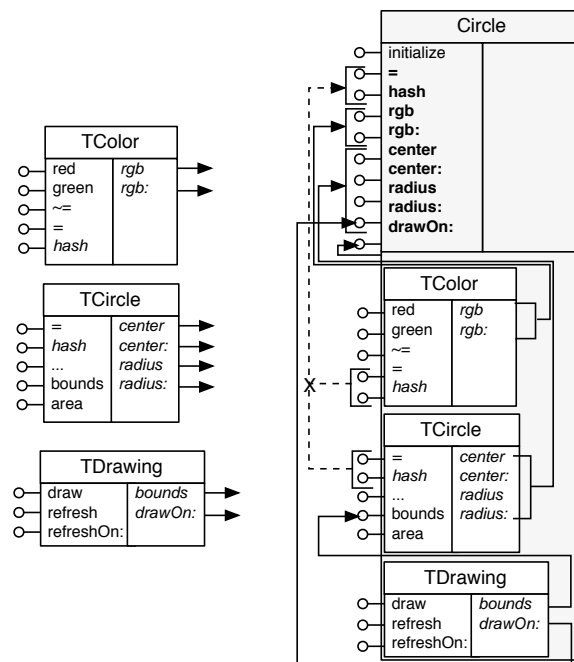 TColor
red rgb
green rgb:
~=
=
hash
TCircle
= center
hash center:
... radius
bounds radius:
area
TDrawing
draw bounds
refresh drawOn:
refreshOn:
Circle
initialize
=
hash
rgb
rgb:
center
center:
radius
radius:
drawOn:
TColor
red rgb
green rgb:
~=
=
hash
X
TCircle
= center
hash center:
... radius
bounds radius:
area
TDrawing
draw bounds
refresh drawOn:
refreshOn: